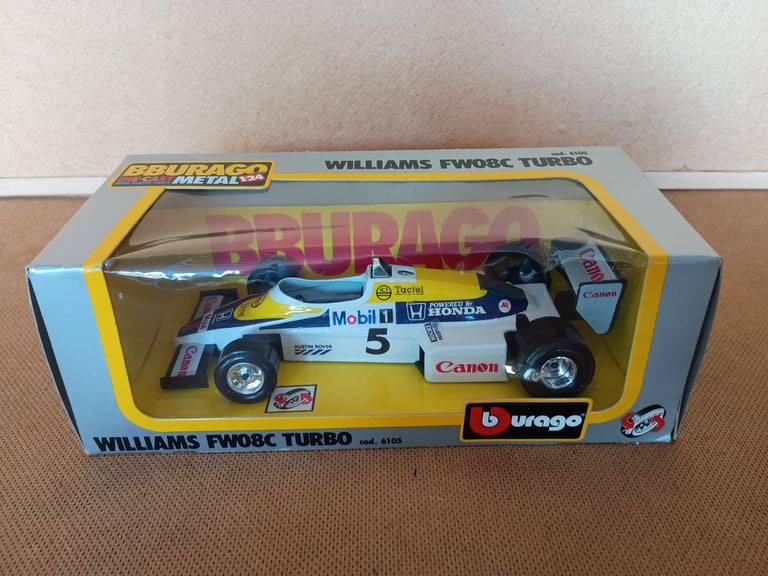 BBURAGO
DIE-CAST METAL 1:24
cod. 6105
WILLIAMS FW08C TURBO
BBURAGO
Tactel
Mobil 1
POWERED By
HONDA
5
AUSTIN ROVER
Canon
Canon
Canon
Canon
burago
WILLIAMS FW08C TURBO cod. 6105